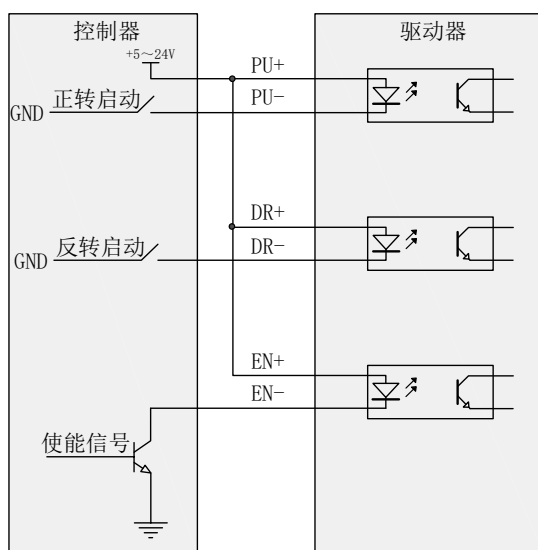 控制器
驱动器
+5～24V
PU+
正转启动
PU-
GND
DR+
反转启动
DR-
GND
EN+
EN-
使能信号